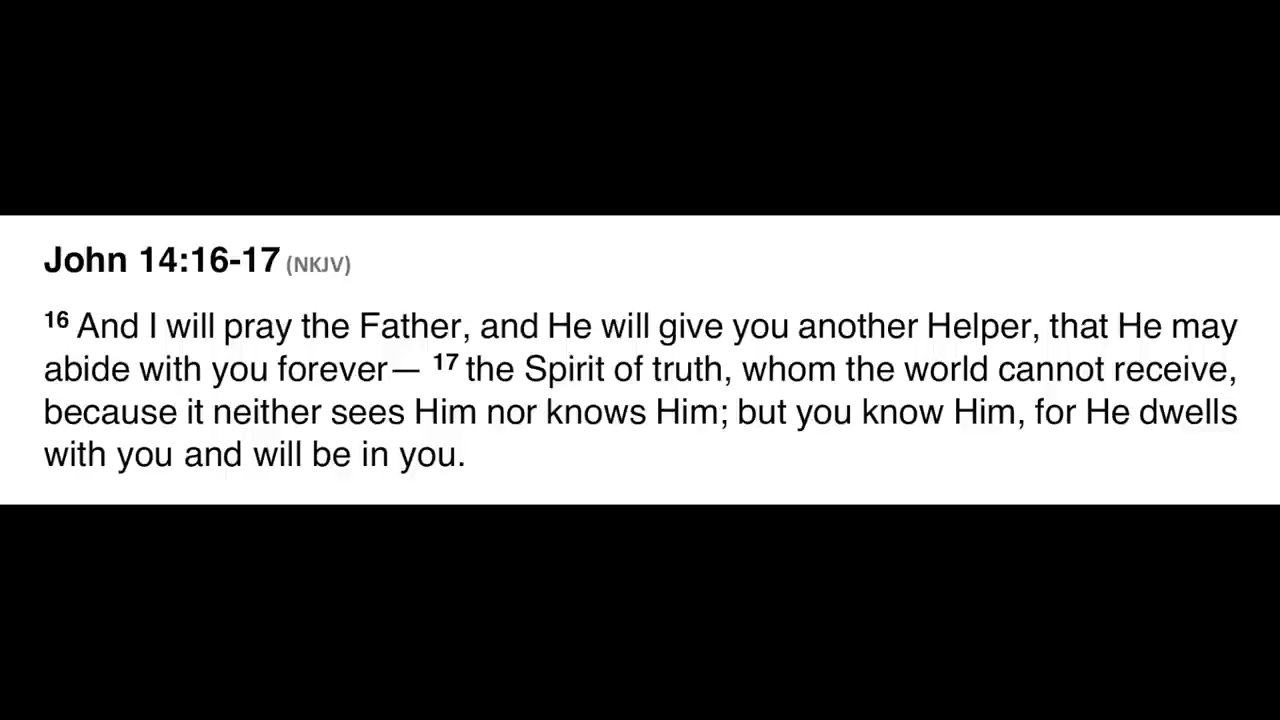 John 14:16-17 (NKJV)
16 And I will pray the Father, and He will give you another Helper, that He may
abide with you forever— 17 the Spirit of truth, whom the world cannot receive,
because it neither sees Him nor knows Him; but you know Him, for He dwells
with you and will be in you.